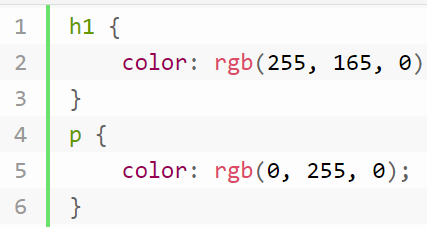 1 h1 {
2     color: rgb(255, 165, 0)
3 }
4 p {
5     color: rgb(0, 255, 0);
6 }